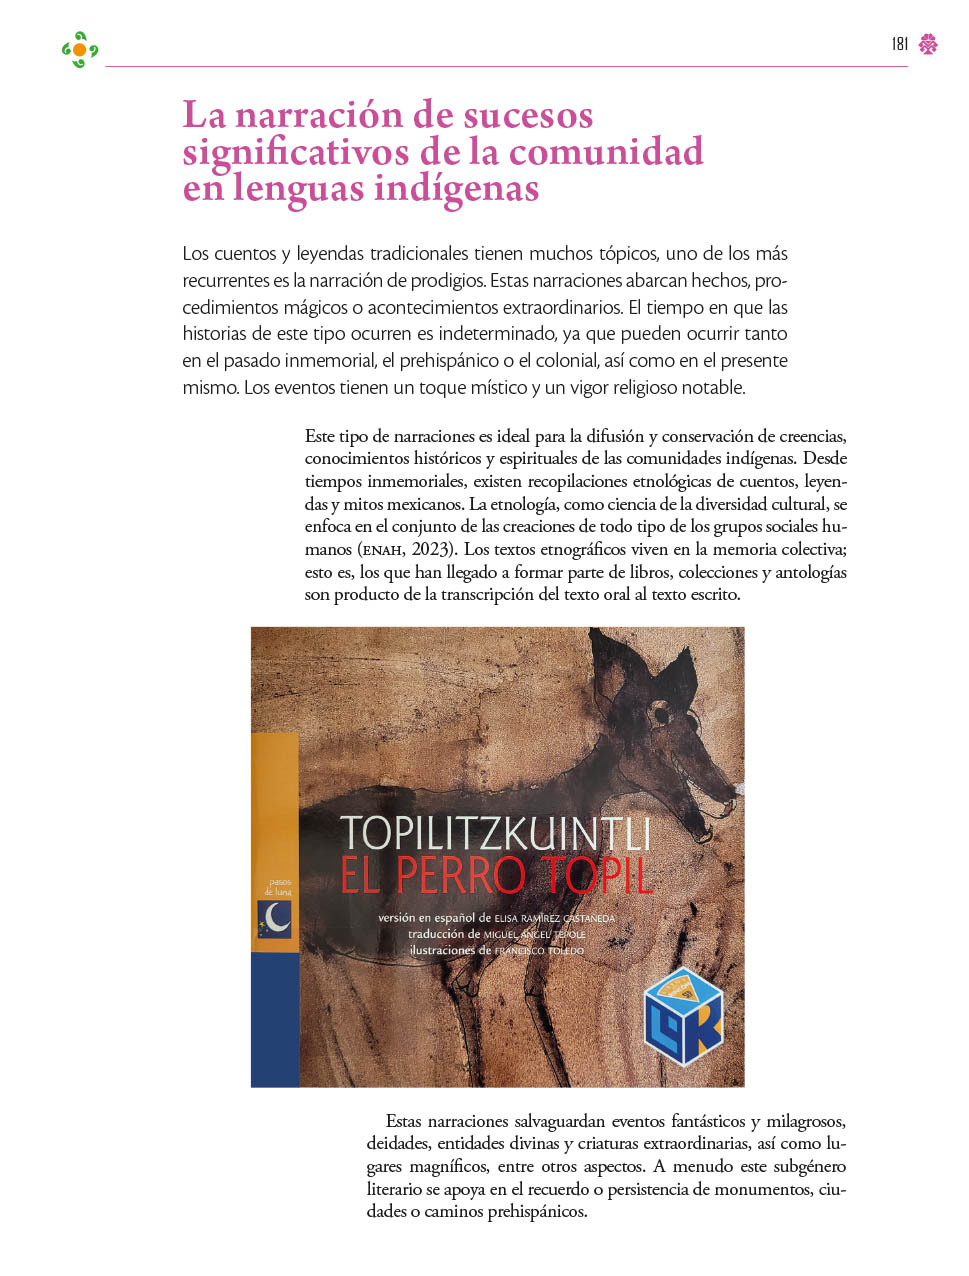 181
La narración de sucesos
significativos de la comunidad
en lenguas indígenas
Los cuentos y leyendas tradicionales tienen muchos tópicos, uno de los más
recurrentes es la narración de prodigios. Estas narraciones abarcan hechos, pro-
cedimientos mágicos o acontecimientos extraordinarios. El tiempo en que las
historias de este tipo ocurren es indeterminado, ya que pueden ocurrir tanto
en el pasado inmemorial, el prehispánico o el colonial, así como en el presente
mismo. Los eventos tienen un toque místico y un vigor religioso notable.
Este tipo de narraciones es ideal para la difusión y conservación de creencias,
conocimientos históricos y espirituales de las comunidades indígenas. Desde
tiempos inmemoriales, existen recopilaciones etnológicas de cuentos, leyen-
das y mitos mexicanos. La etnología, como ciencia de la diversidad cultural, se
enfoca en el conjunto de las creaciones de todo tipo de los grupos sociales hu-
manos (ENAH, 2023). Los textos etnográficos viven en la memoria colectiva;
esto es, los que han llegado a formar parte de libros, colecciones y antologías
son producto de la transcripción del texto oral al texto escrito.
TOPILITZKUINTLI
EL PERRO TOPIL
pasos
de luna
versión en español de ELISA RAMÍREZ CASTAÑEDA
traducción de MIGUEL ÁNGEL TEPOLE
ilustraciones de FRANCISCO TOLEDO
Estas narraciones salvaguardan eventos fantásticos y milagrosos,
deidades, entidades divinas y criaturas extraordinarias, así como lu-
gares magníficos, entre otros aspectos. A menudo este subgénero
literario se apoya en el recuerdo o persistencia de monumentos, ciu-
dades o caminos prehispánicos.